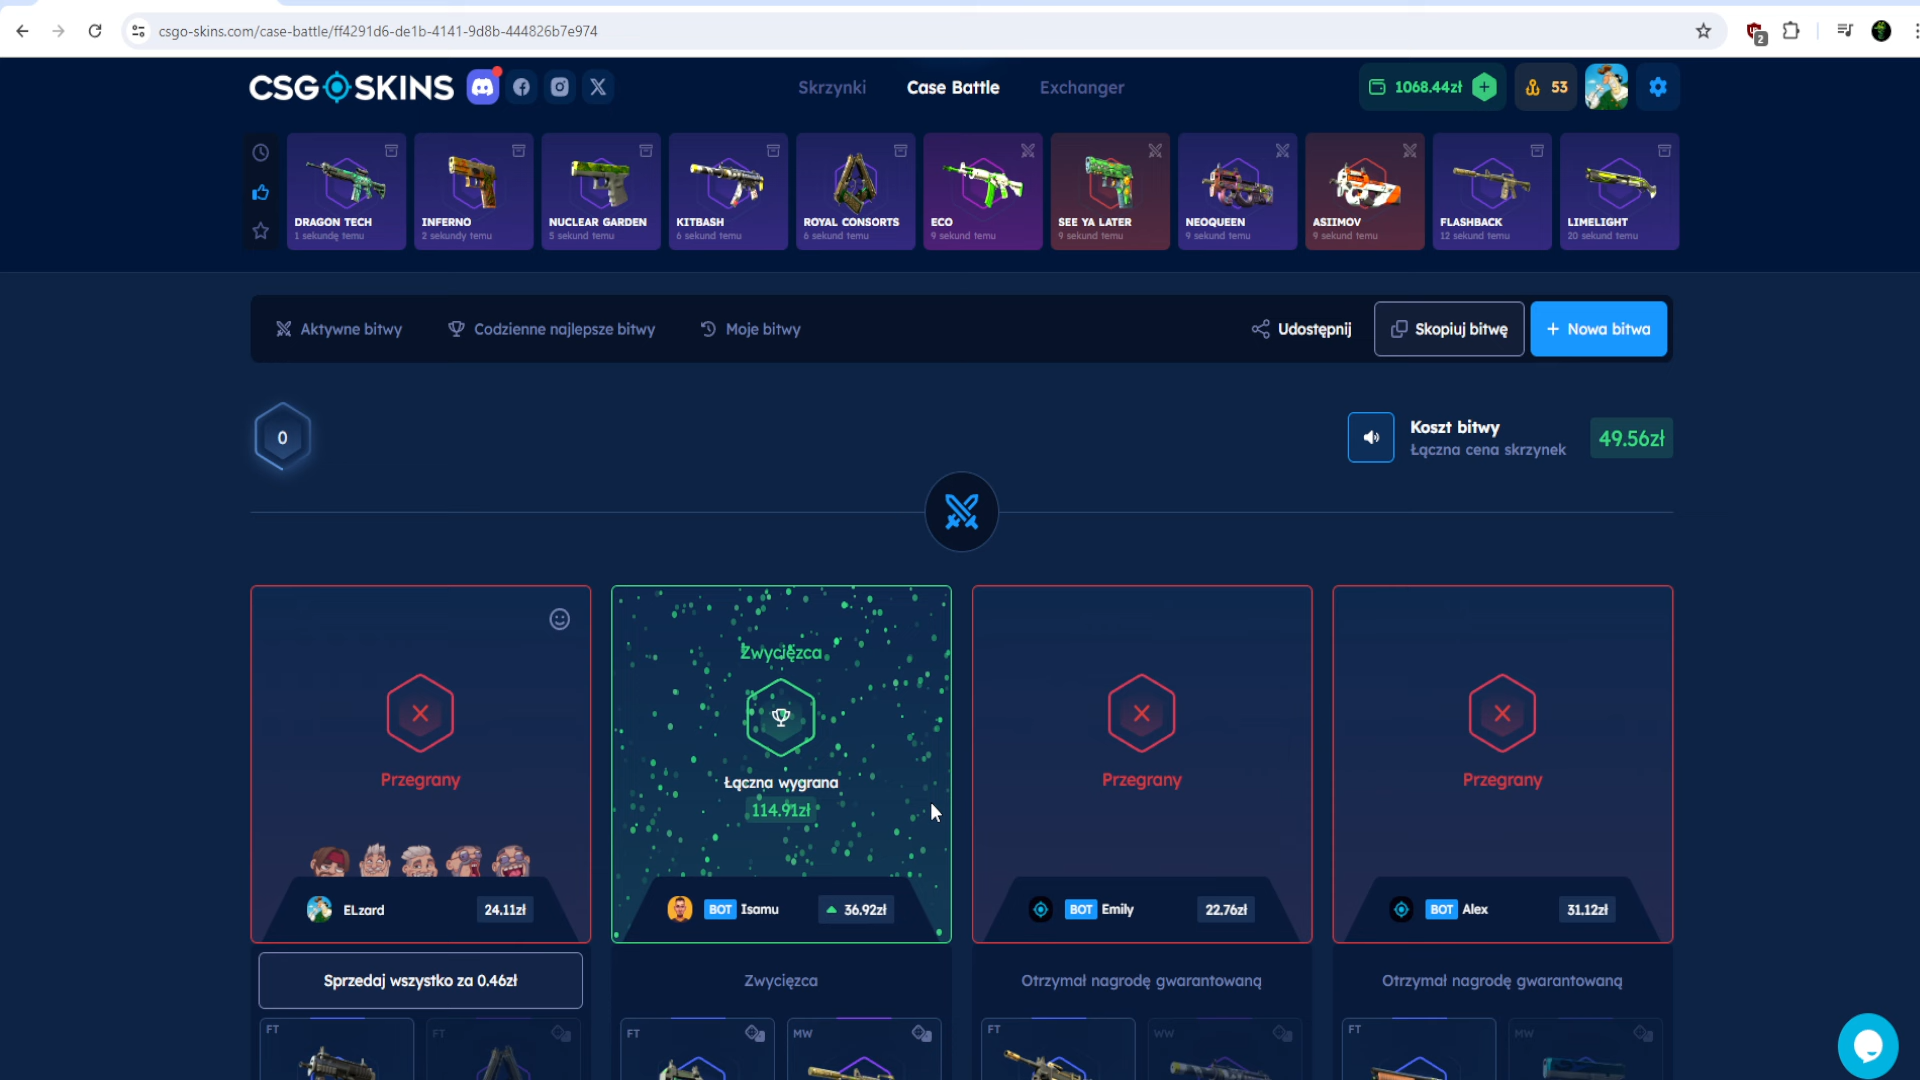 csgo-skins.com/case-battle/ff4291d6-de1b-4141-9d8b-444826b7e974
2
CSG SKINS
Skrzynki
Case Battle
Exchanger
1068.44zł
53
DRAGON TECH
1 sekundę temu
INFERNO
2 sekundy temu
NUCLEAR GARDEN
5 sekund temu
KITBASH
6 sekund temu
ROYAL CONSORTS
6 sekund temu
ECO
9 sekund temu
SEE YA LATER
9 sekund temu
NEOQUEEN
9 sekund temu
ASIIMOV
9 sekund temu
FLASHBACK
12 sekund temu
LIMELIGHT
20 sekund temu
Aktywne bitwy
Codzienne najlepsze bitwy
Moje bitwy
Udostępnij
Skopiuj bitwę
+ Nowa bitwa
0
Koszt bitwy
Łączna cena skrzynek
49.56zł
Przegrany
ELzard
24.11zł
Zwycięzca
Łączna wygrana
114.91zł
BOT Isamu
36.92zł
Przegrany
BOT Emily
22.76zł
Przegrany
BOT Alex
31.12zł
Sprzedaj wszystko za 0.46zł
Zwycięzca
Otrzymał nagrodę gwarantowaną
Otrzymał nagrodę gwarantowaną
FT
FT
FT
MW
FT
WW
FT
MW